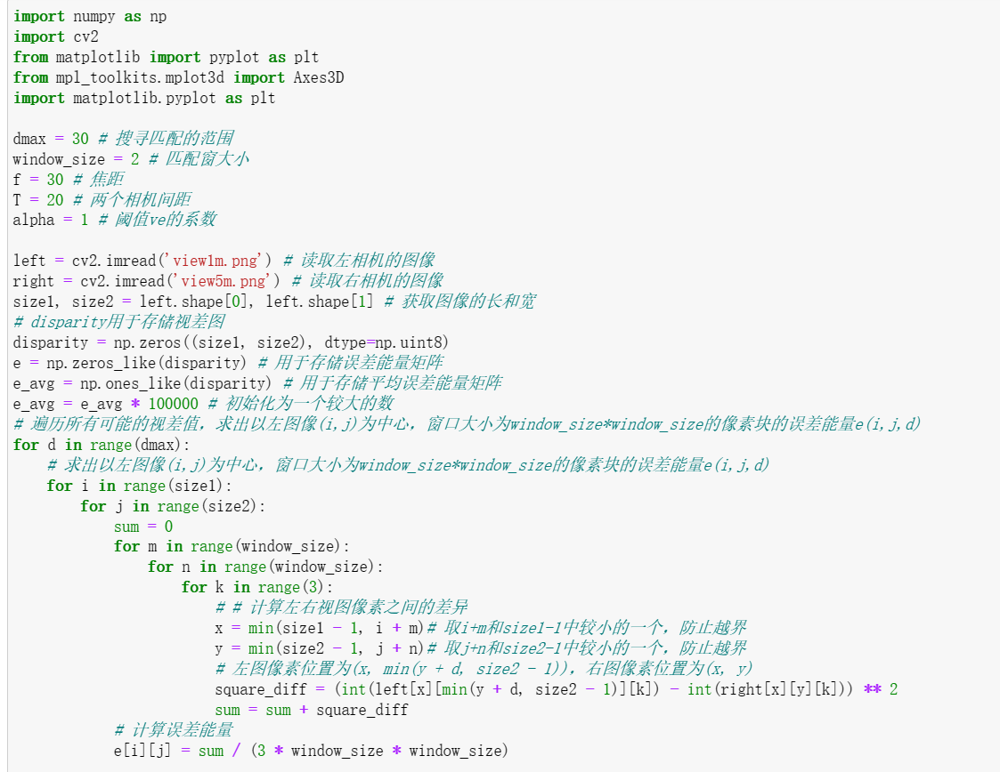 import numpy as np
import cv2
from matplotlib import pyplot as plt
from mpl_toolkits.mplot3d import Axes3D
import matplotlib.pyplot as plt

dmax = 30 # 搜寻匹配的范围
window_size = 2 # 匹配窗大小
f = 30 # 焦距
T = 20 # 两个相机间距
alpha = 1 # 阈值ve的系数

left = cv2.imread('view1m.png') # 读取左相机的图像
right = cv2.imread('view5m.png') # 读取右相机的图像
size1, size2 = left.shape[0], left.shape[1] # 获取图像的长和宽
# disparity用于存储视差图
disparity = np.zeros((size1, size2), dtype=np.uint8)
e = np.zeros_like(disparity) # 用于存储误差能量矩阵
e_avg = np.ones_like(disparity) # 用于存储平均误差能量矩阵
e_avg = e_avg * 100000 # 初始化为一个较大的数
# 遍历所有可能的视差值，求出以左图像(i,j)为中心，窗口大小为window_size*window_size的像素块的误差能量e(i,j,d)
for d in range(dmax):
    # 求出以左图像(i,j)为中心，窗口大小为window_size*window_size的像素块的误差能量e(i,j,d)
    for i in range(size1):
        for j in range(size2):
            sum = 0
            for m in range(window_size):
                for n in range(window_size):
                    for k in range(3):
                        # # 计算左右视图像素之间的差异
                        x = min(size1 - 1, i + m)# 取i+m和size1-1中较小的一个，防止越界
                        y = min(size2 - 1, j + n)# 取j+n和size2-1中较小的一个，防止越界
                        # 左图像素位置为(x, min(y + d, size2 - 1))，右图像素位置为(x, y)
                        square_diff = (int(left[x][min(y + d, size2 - 1)][k]) - int(right[x][y][k])) ** 2
                        sum = sum + square_diff
            # 计算误差能量
            e[i][j] = sum / (3 * window_size * window_size)